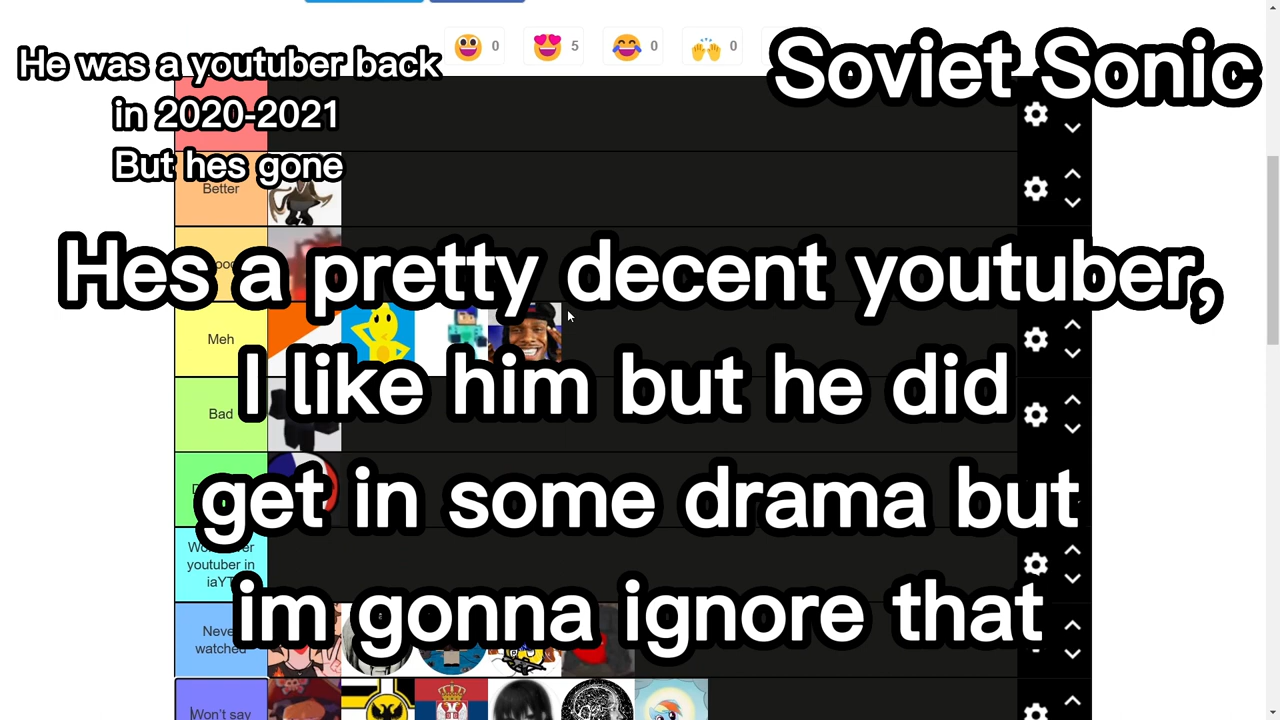 0
5
0
0
Soviet Sonic
He was a youtuber back
in 2020-2021
But hes gone
Better
Hes a pretty decent youtuber,
Meh
I like him but he did
Bad
get in some drama but
youtuber in
iaYT
im gonna ignore that
watched
Won't say